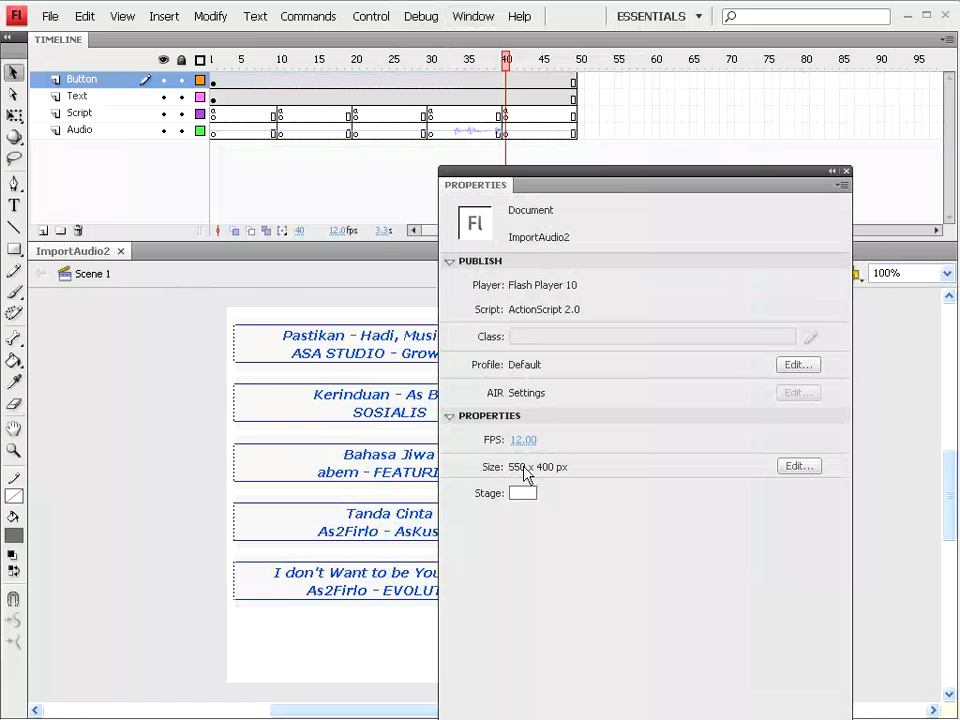 Fl File Edit View Insert Modify Text Commands Control Debug Window Help ESSENTIALS
TIMELINE
1 5 10 15 20 25 30 35 40 45 50 55 60 65 70 75 80 85 90 95
Button
Text
Script
Audio
40 12.0fps 3.3s
PROPERTIES
Fl
Document
ImportAudio2
PUBLISH
Player: Flash Player 10
Script: ActionScript 2.0
Class:
Profile: Default Edit...
AIR Settings Edit...
PROPERTIES
FPS: 12.00
Size: 550 x 400 px Edit...
Stage:
ImportAudio2
Scene 1
100%
Pastikan - Hadi, Musi
ASA STUDIO - Grow
Kerinduan - As B
SOSIALIS
Bahasa Jiwa
abem - FEATURI
Tanda Cinta
As2Firlo - AsKus
I don't Want to be You
As2Firlo - EVOLUT